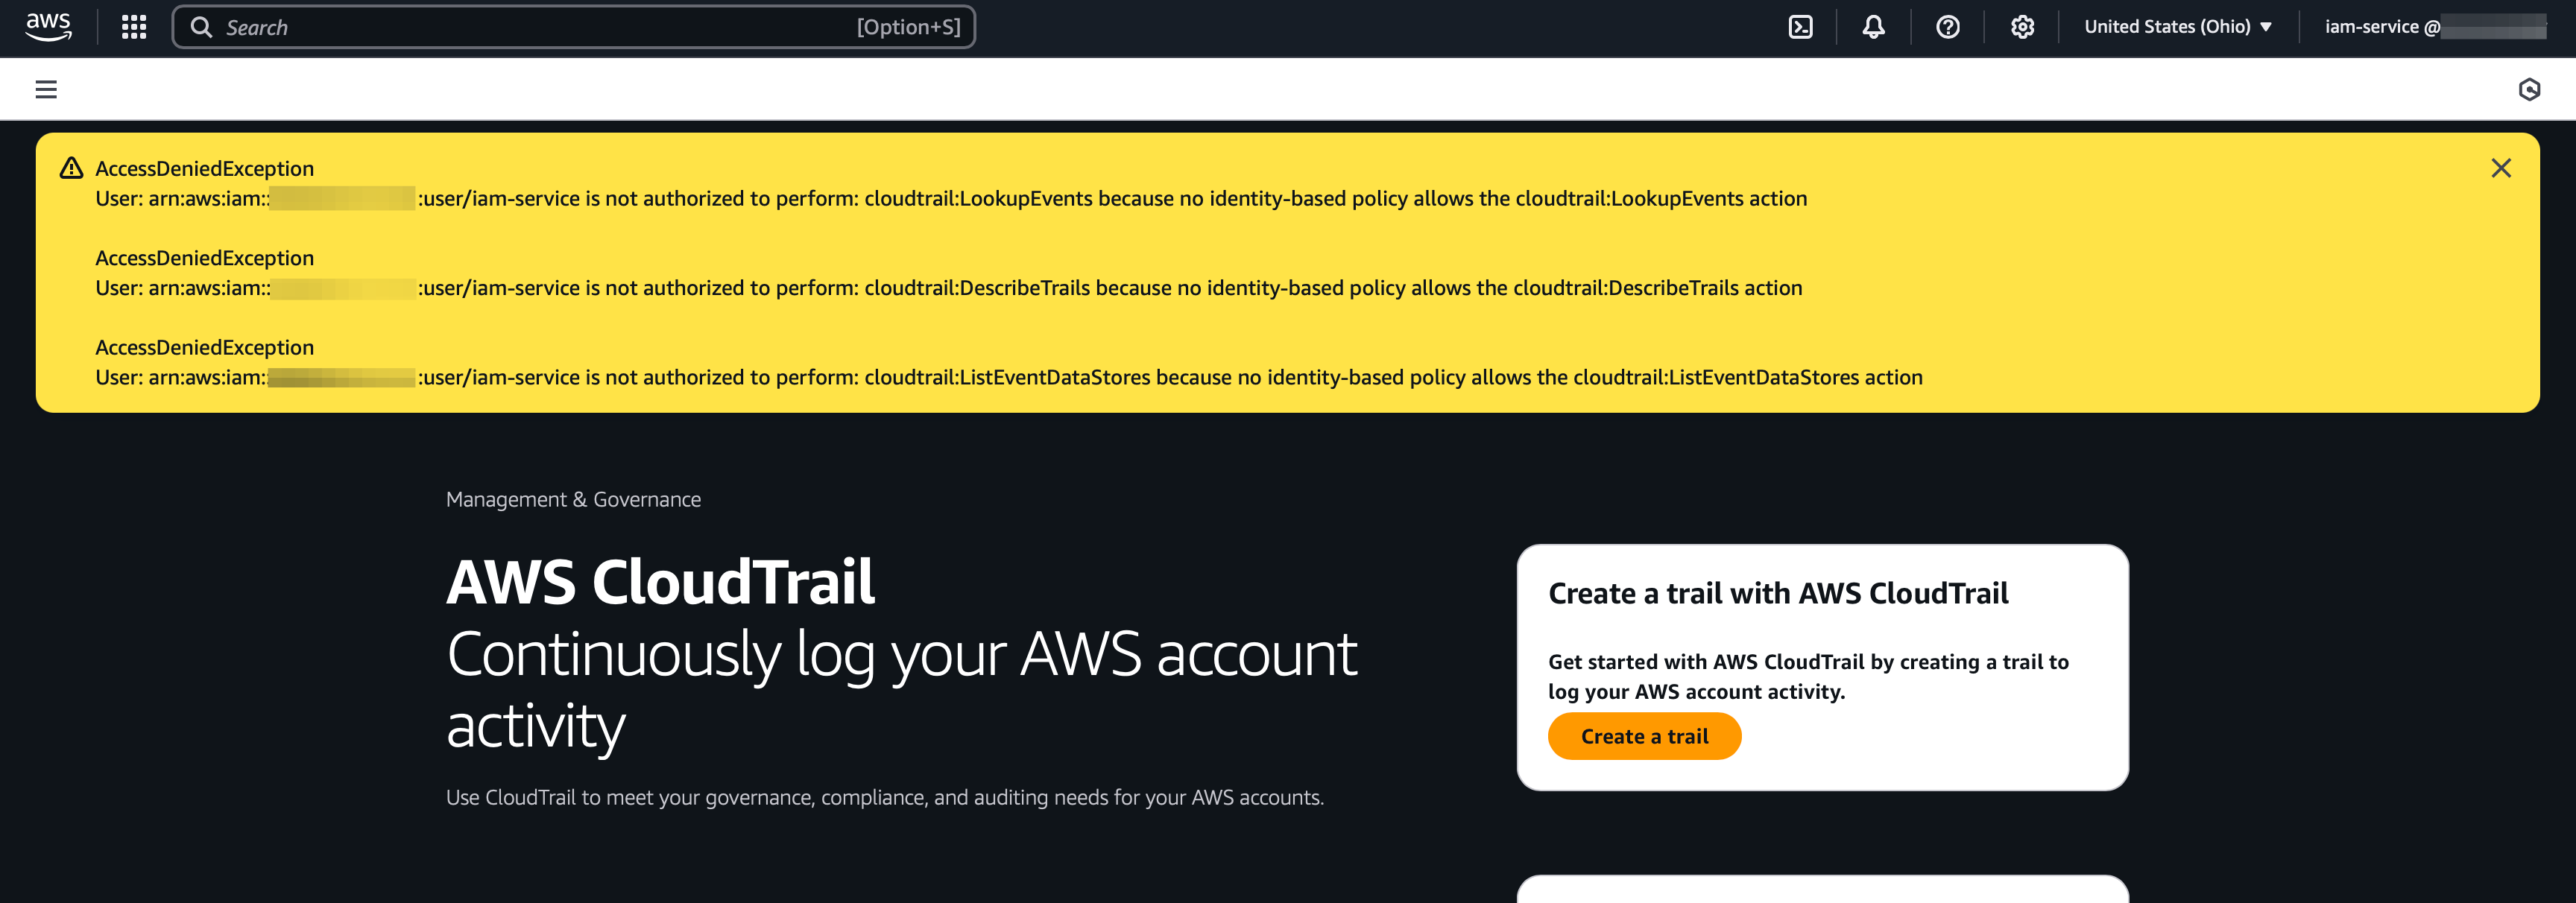 aws
Search [Option+S] United States (Ohio) iam-service @
AccessDeniedException
User: arn:aws:iam:: :user/iam-service is not authorized to perform: cloudtrail:LookupEvents because no identity-based policy allows the cloudtrail:LookupEvents action
AccessDeniedException
User: arn:aws:iam:: :user/iam-service is not authorized to perform: cloudtrail:DescribeTrails because no identity-based policy allows the cloudtrail:DescribeTrails action
AccessDeniedException
User: arn:aws:iam:: :user/iam-service is not authorized to perform: cloudtrail:ListEventDataStores because no identity-based policy allows the cloudtrail:ListEventDataStores action
Management & Governance
AWS CloudTrail
Continuously log your AWS account
activity
Use CloudTrail to meet your governance, compliance, and auditing needs for your AWS accounts.
Create a trail with AWS CloudTrail
Get started with AWS CloudTrail by creating a trail to
log your AWS account activity.
Create a trail